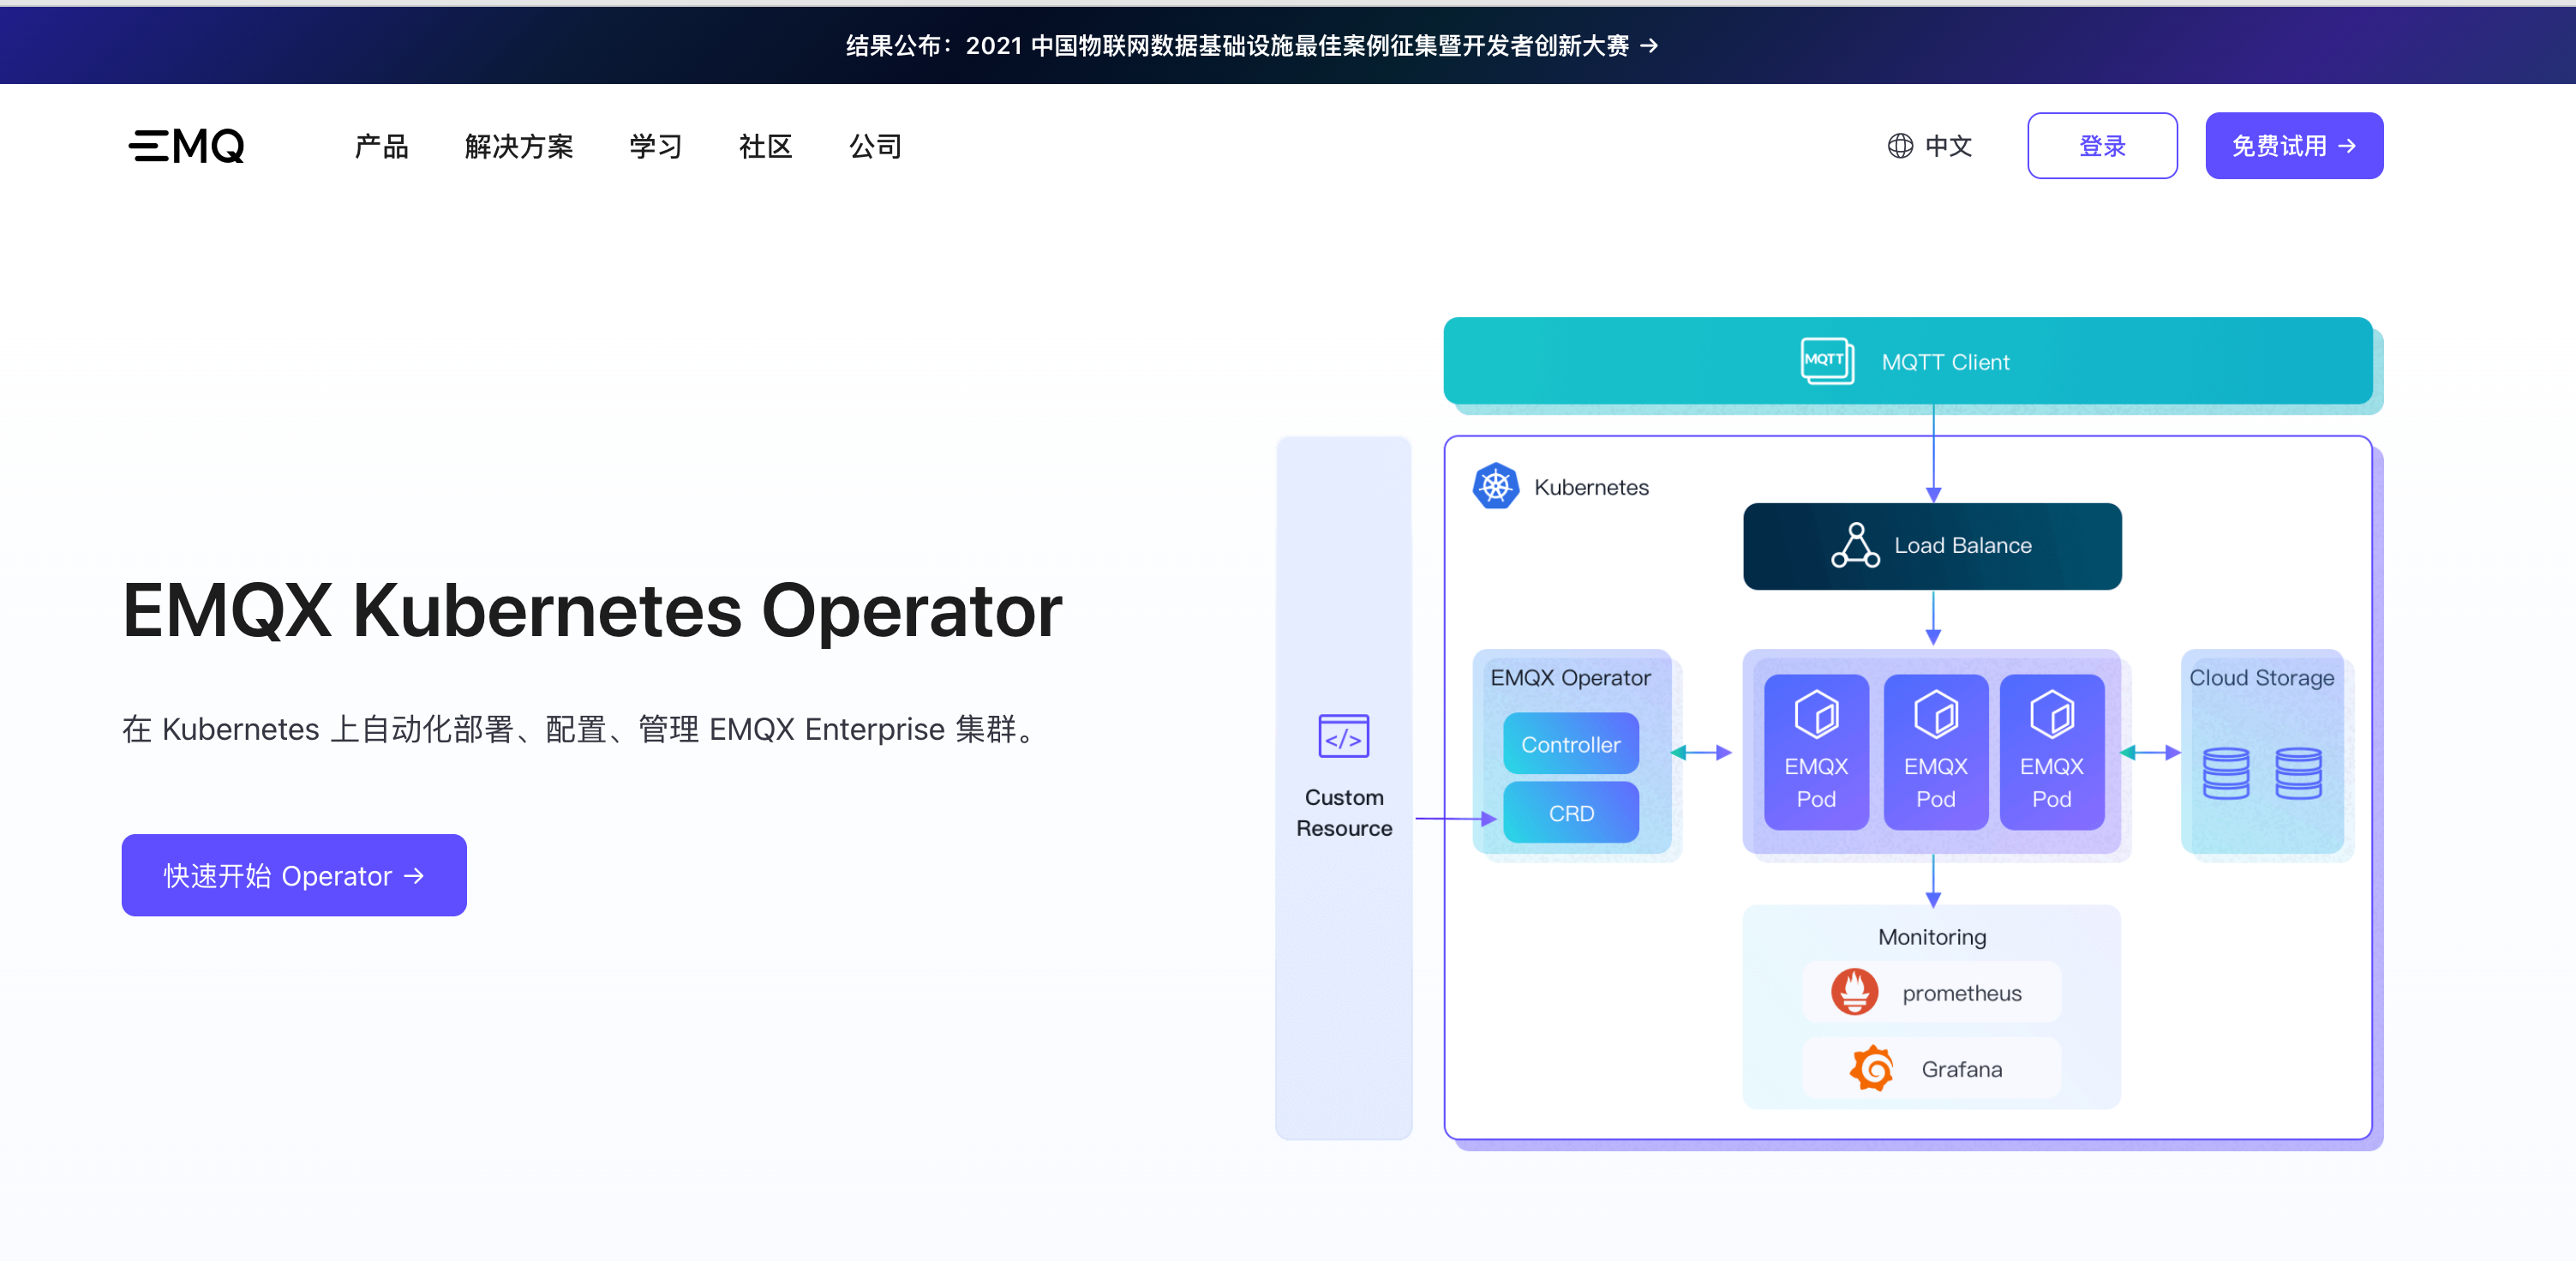 结果公布：2021 中国物联网数据基础设施最佳案例征集暨开发者创新大赛 →
EMQ
产品 解决方案 学习 社区 公司
中文 登录 免费试用 →
MQTT MQTT Client
Kubernetes
Load Balance
EMQX Kubernetes Operator
在 Kubernetes 上自动化部署、配置、管理 EMQX Enterprise 集群。
快速开始 Operator →
</>
Custom
Resource
EMQX Operator
Controller
CRD
EMQX
Pod
EMQX
Pod
EMQX
Pod
Cloud Storage
Monitoring
prometheus
Grafana